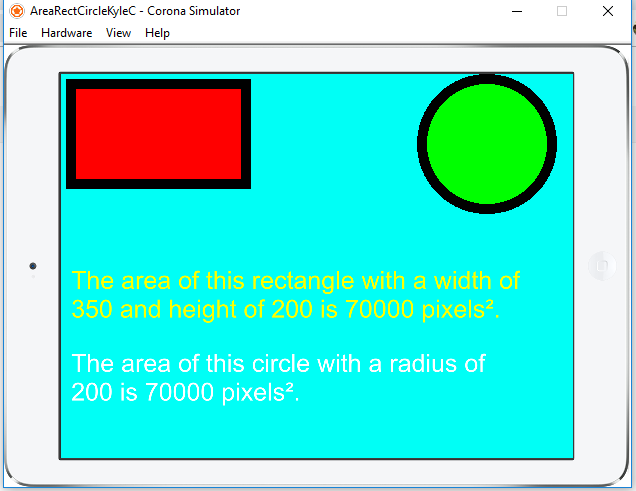 AreaRectCircleKyleC - Corona Simulator
File Hardware View Help
The area of this rectangle with a width of
350 and height of 200 is 70000 pixels².
The area of this circle with a radius of
200 is 70000 pixels².